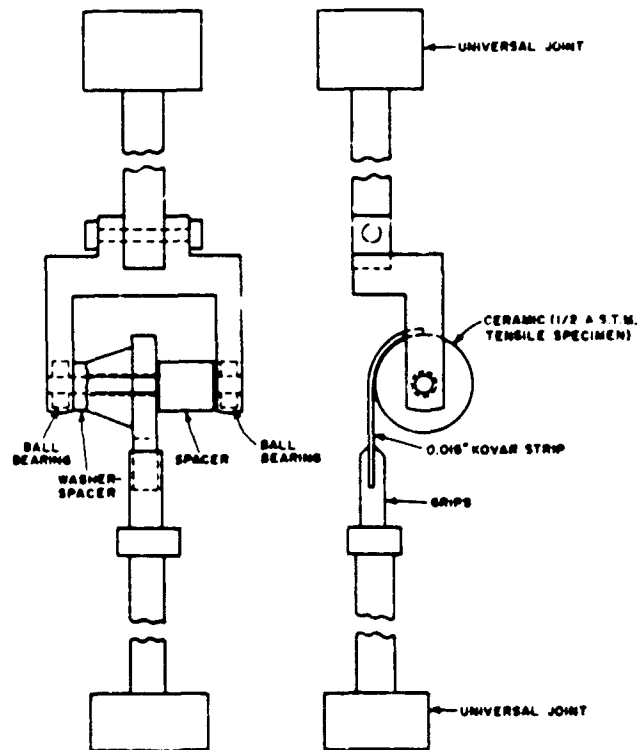 UNIVERSAL JOINT
CERAMIC (1/2 A.S.T.M.
TENSILE SPECIMEN)
BALL
BEARING
WASHER-
SPACER
SPACER
BALL
BEARING
0.015" KOVAR STRIP
GRIPS
UNIVERSAL JOINT